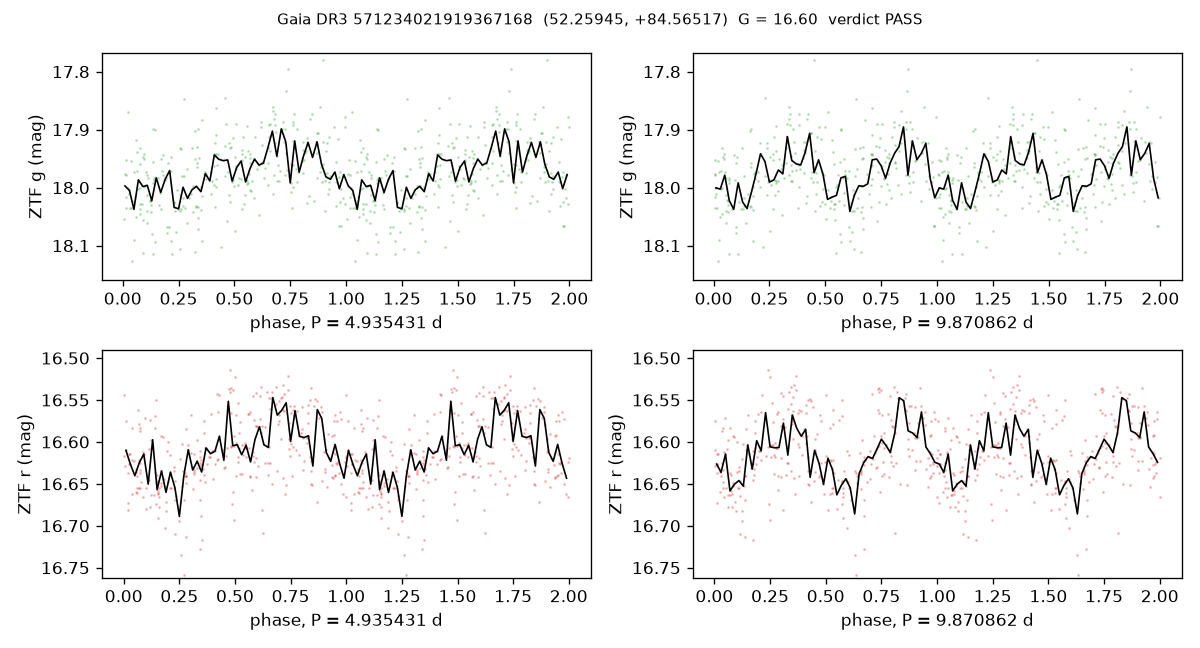 Gaia DR3 571234021919367168 (52.25945, +84.56517) G = 16.60 verdict PASS
ZTF g (mag)
17.8
17.9
18.0
18.1
0.00 0.25 0.50 0.75 1.00 1.25 1.50 1.75 2.00
phase, P = 4.935431 d
ZTF g (mag)
17.8
17.9
18.0
18.1
0.00 0.25 0.50 0.75 1.00 1.25 1.50 1.75 2.00
phase, P = 9.870862 d
ZTF r (mag)
16.50
16.55
16.60
16.65
16.70
16.75
0.00 0.25 0.50 0.75 1.00 1.25 1.50 1.75 2.00
phase, P = 4.935431 d
ZTF r (mag)
16.50
16.55
16.60
16.65
16.70
16.75
0.00 0.25 0.50 0.75 1.00 1.25 1.50 1.75 2.00
phase, P = 9.870862 d